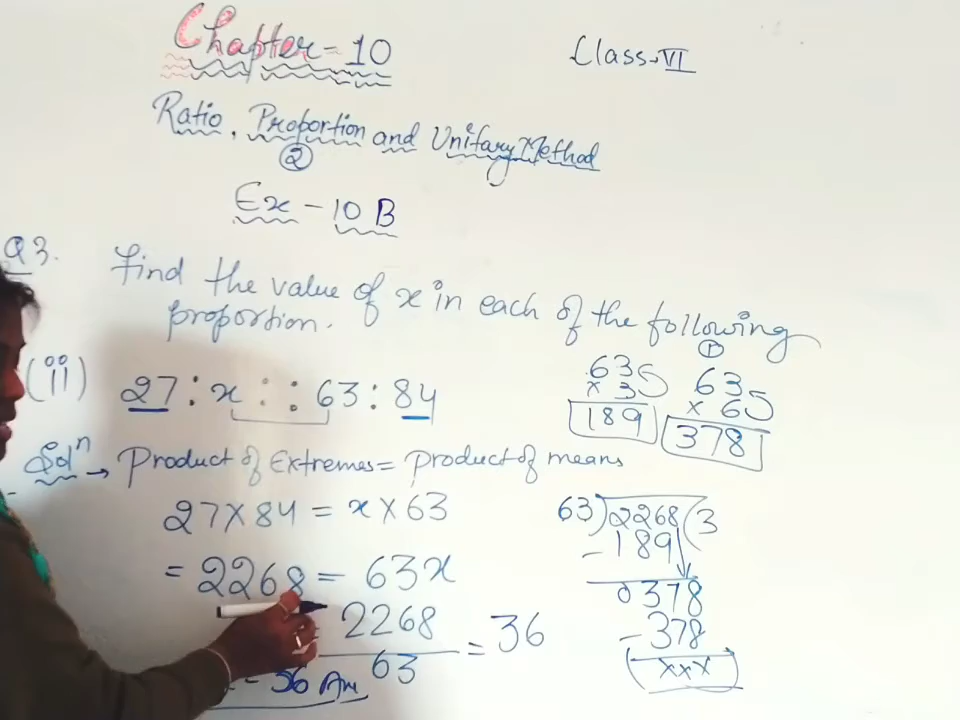 Chapter-10
Class-VI
Ratio, Proportion and Unitary Method
2
Ex - 10 B
Q3. Find the value of x in each of the following
proportion.
(ii) 27 : x :: 63 : 84
Solⁿ → Product of Extremes = product of means
27 × 84 = x × 63
= 2268 = 63x
2268
63
= 36
= 36 Ans
63
× 3
189
1
63
× 6
378
63)2268(3
- 189
0378
- 378
xxx